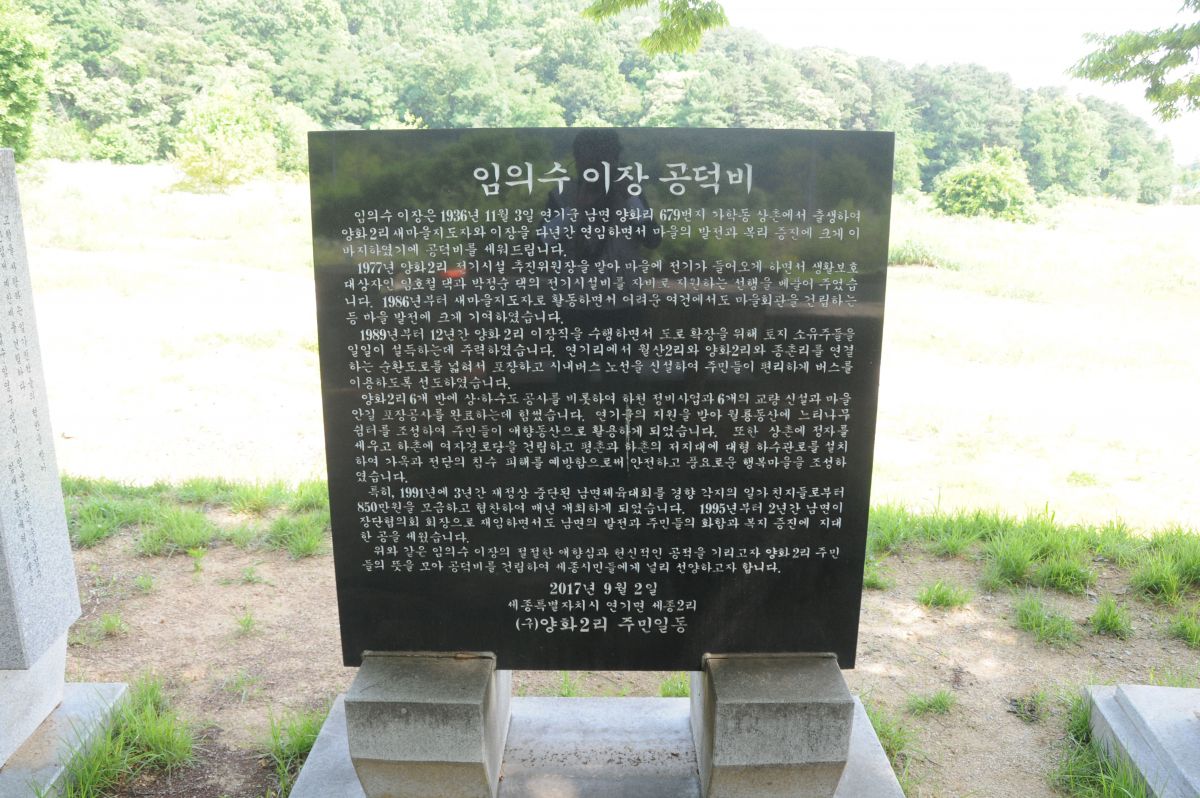 임의수 이장 공덕비
임의수 이장은 1936년 11월 3일 연기군 남면 양화리 679번지 가학동 상촌에서 출생하여
양화2리 새마을지도자와 이장을 다년간 연임하면서 마을의 발전과 복리 증진에 크게 이
바지하였기에 공덕비를 세워드립니다.
1977년 양화2리 전기시설 추진위원장을 맡아 마을에 전기가 들어오게 하면서 생활보호
대상자인 임호철 댁과 박정순 댁의 전기시설비를 자비로 지원하는 선행을 베풀어 주었습
니다. 1986년부터 새마을지도자로 활동하면서 어려운 여건에서도 마을회관을 건립하는
등 마을 발전에 크게 기여하였습니다.
1989년부터 12년간 양화2리 이장직을 수행하면서 도로 확장을 위해 토지 소유주들을
일일이 설득하는데 주력하였습니다. 연기리에서 월산2리와 양화2리와 종촌리를 연결
하는 순환도로를 넓혀서 포장하고 시내버스 노선을 신설하여 주민들이 편리하게 버스를
이용하도록 선도하였습니다.
양화2리 6개 반에 상·하수도 공사를 비롯하여 하천 정비사업과 6개의 교량 신설과 마을
안길 포장공사를 완료하는데 힘썼습니다. 연기군의 지원을 받아 월룡동산에 느티나무
쉼터를 조성하여 주민들이 애향동산으로 활용하게 되었습니다. 또한 상촌에 정자를
세우고 하촌에 여자경로당을 건립하고 평촌과 하촌의 저지대에 대형 하수관로를 설치
하여 가옥과 전답의 침수 피해를 예방함으로써 안전하고 풍요로운 행복마을을 조성하
였습니다.
특히, 1991년에 3년간 재정상 중단된 남면체육대회를 경향 각지의 일가 친지들로부터
850만원을 모금하고 협찬하여 매년 개최하게 되었습니다. 1995년부터 2년간 남면이
장단협의회 회장으로 재임하면서도 남면의 발전과 주민들의 화합과 복지 증진에 지대
한 공을 세웠습니다.
위와 같은 임의수 이장의 절절한 애향심과 헌신적인 공적을 기리고자 양화2리 주민
들의 뜻을 모아 공덕비를 건립하여 세종시민들에게 널리 선양하고자 합니다.
2017년 9월 2일
세종특별자치시 연기면 세종2리
(구)양화2리 주민일동